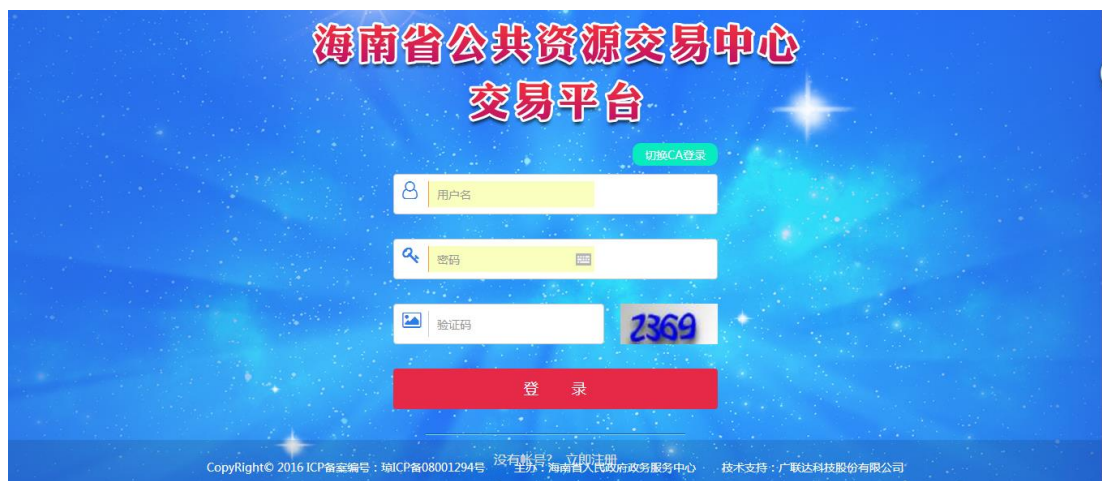 海南省公共资源交易中心
交易平台
切换CA登录
用户名
密码
验证码
2369
登 录
没有帐号? 立即注册
CopyRight© 2016 ICP备案编号:琼ICP备08001294号 主办:海南省人民政府政务服务中心 技术支持:广联达科技股份有限公司